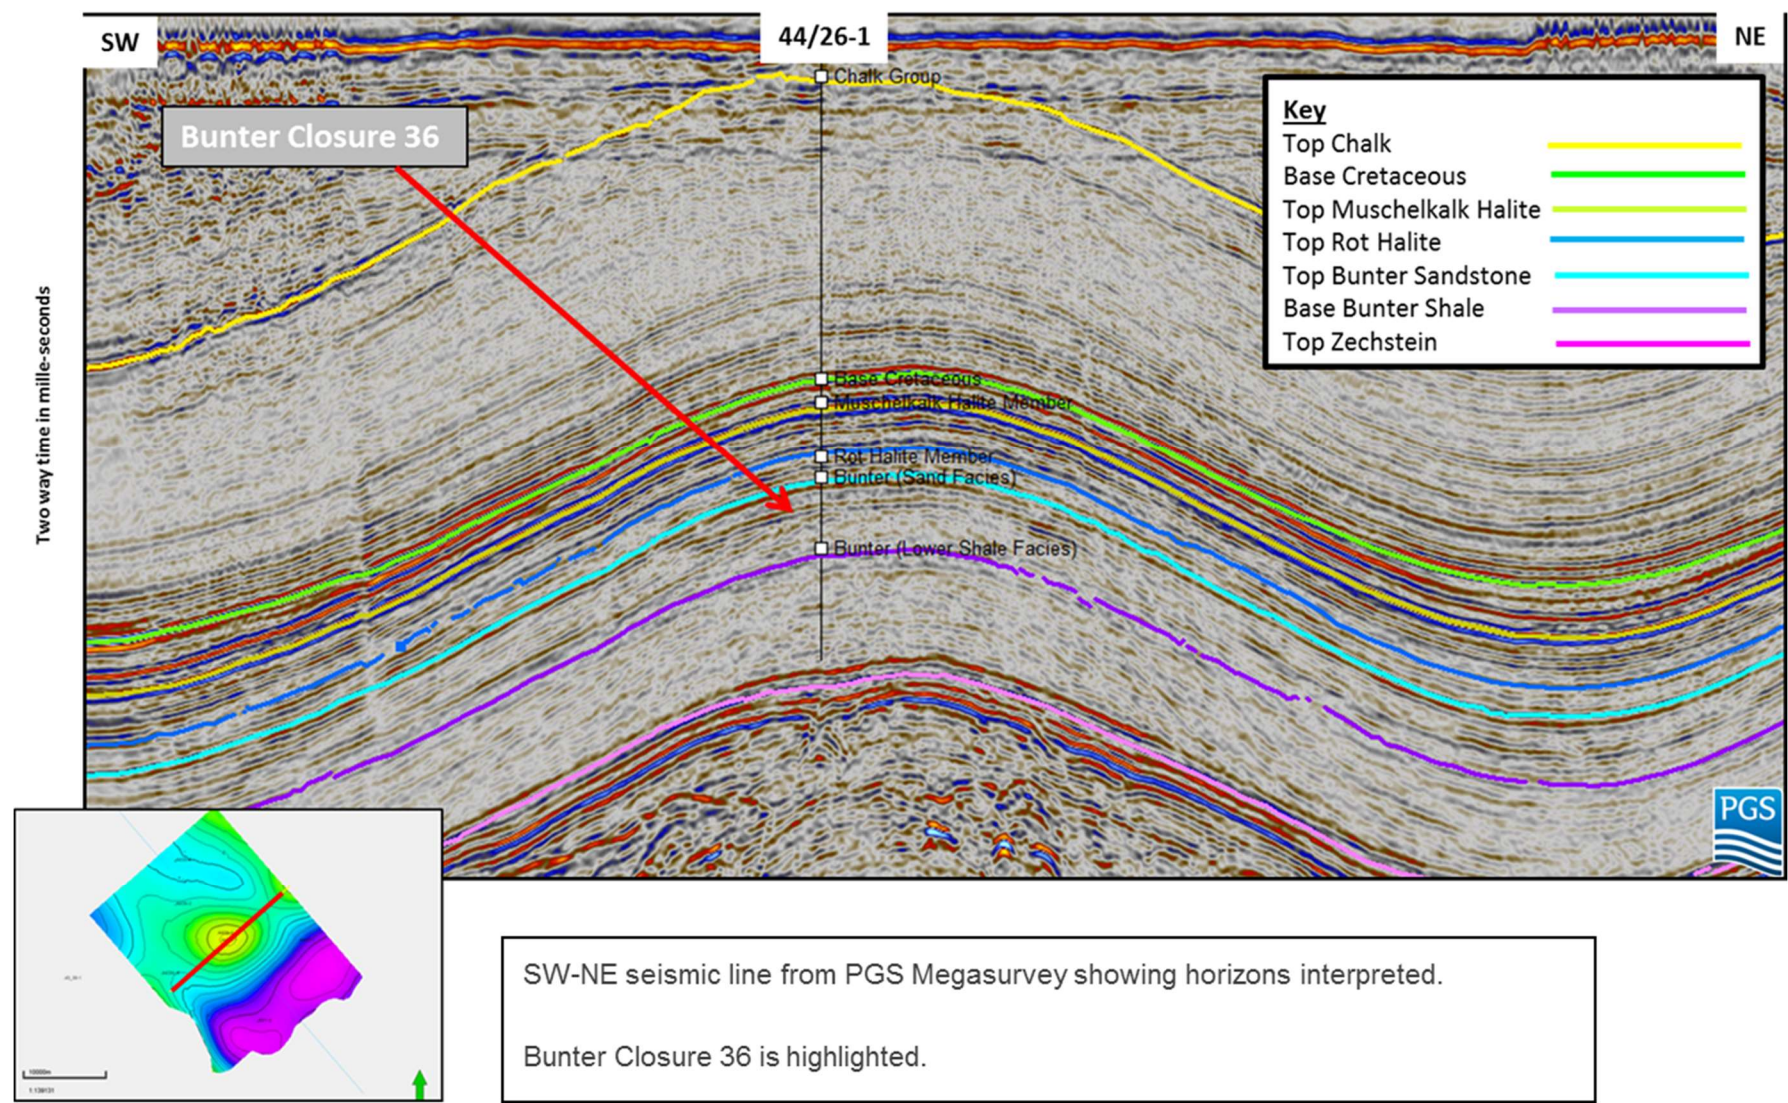 SW
44/26-1
NE
Chalk Group
Bunter Closure 36
Key
Top Chalk
Base Cretaceous
Top Muschelkalk Halite
Top Rot Halite
Top Bunter Sandstone
Base Bunter Shale
Top Zechstein
Two way time in mille-seconds
Base Cretaceous
Muschelkalk Halite Member
Rot Halite Member
Bunter (Sand Facies)
Bunter (Lower Shale Facies)
PGS
10000m
1:139131
SW-NE seismic line from PGS Megasurvey showing horizons interpreted.
Bunter Closure 36 is highlighted.